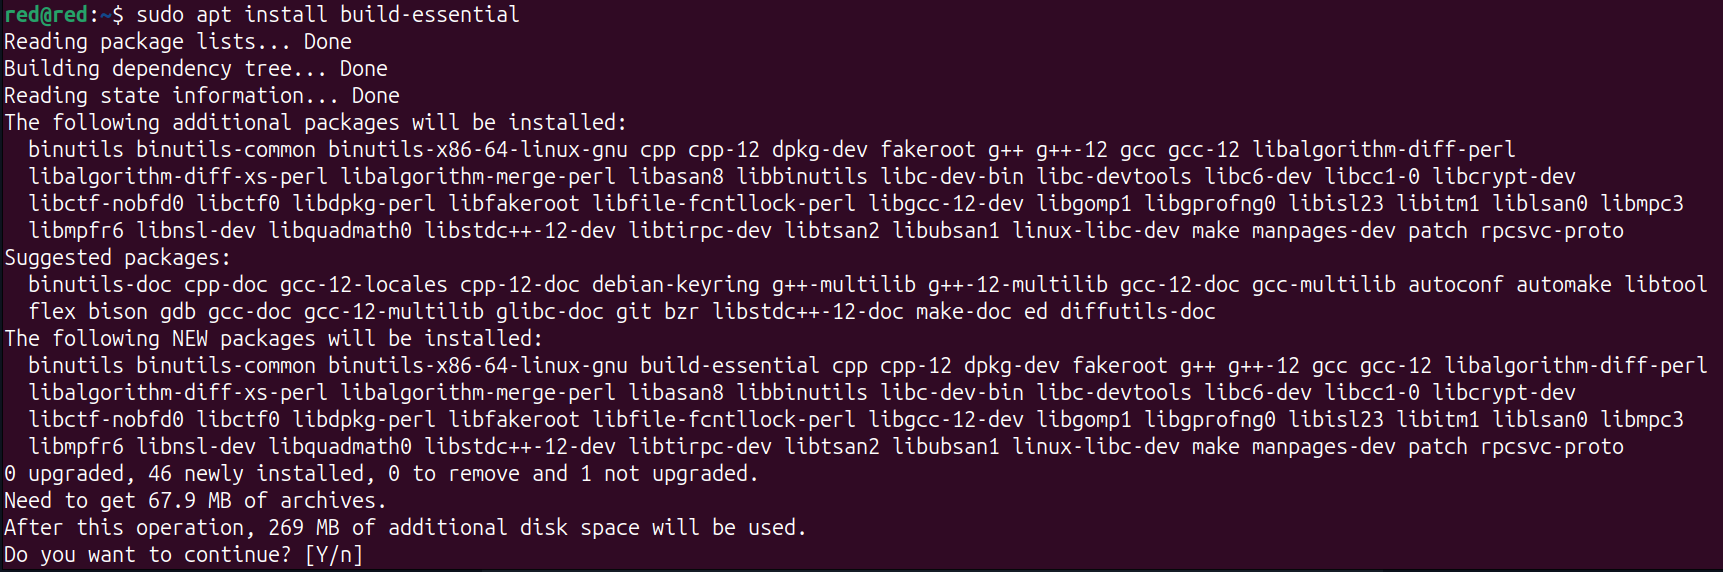 red@red:~$ sudo apt install build-essential
Reading package lists... Done
Building dependency tree... Done
Reading state information... Done
The following additional packages will be installed:
  binutils binutils-common binutils-x86-64-linux-gnu cpp cpp-12 dpkg-dev fakeroot g++ g++-12 gcc gcc-12 libalgorithm-diff-perl
  libalgorithm-diff-xs-perl libalgorithm-merge-perl libasan8 libbinutils libc-dev-bin libc-devtools libc6-dev libcc1-0 libcrypt-dev
  libctf-nobfd0 libctf0 libdpkg-perl libfakeroot libfile-fcntllock-perl libgcc-12-dev libgomp1 libgprofng0 libisl23 libitm1 liblsan0 libmpc3
  libmpfr6 libnsl-dev libquadmath0 libstdc++-12-dev libtirpc-dev libtsan2 libubsan1 linux-libc-dev make manpages-dev patch rpcsvc-proto
Suggested packages:
  binutils-doc cpp-doc gcc-12-locales cpp-12-doc debian-keyring g++-multilib g++-12-multilib gcc-12-doc gcc-multilib autoconf automake libtool
  flex bison gdb gcc-doc gcc-12-multilib glibc-doc git bzr libstdc++-12-doc make-doc ed diffutils-doc
The following NEW packages will be installed:
  binutils binutils-common binutils-x86-64-linux-gnu build-essential cpp cpp-12 dpkg-dev fakeroot g++ g++-12 gcc gcc-12 libalgorithm-diff-perl
  libalgorithm-diff-xs-perl libalgorithm-merge-perl libasan8 libbinutils libc-dev-bin libc-devtools libc6-dev libcc1-0 libcrypt-dev
  libctf-nobfd0 libctf0 libdpkg-perl libfakeroot libfile-fcntllock-perl libgcc-12-dev libgomp1 libgprofng0 libisl23 libitm1 liblsan0 libmpc3
  libmpfr6 libnsl-dev libquadmath0 libstdc++-12-dev libtirpc-dev libtsan2 libubsan1 linux-libc-dev make manpages-dev patch rpcsvc-proto
0 upgraded, 46 newly installed, 0 to remove and 1 not upgraded.
Need to get 67.9 MB of archives.
After this operation, 269 MB of additional disk space will be used.
Do you want to continue? [Y/n]